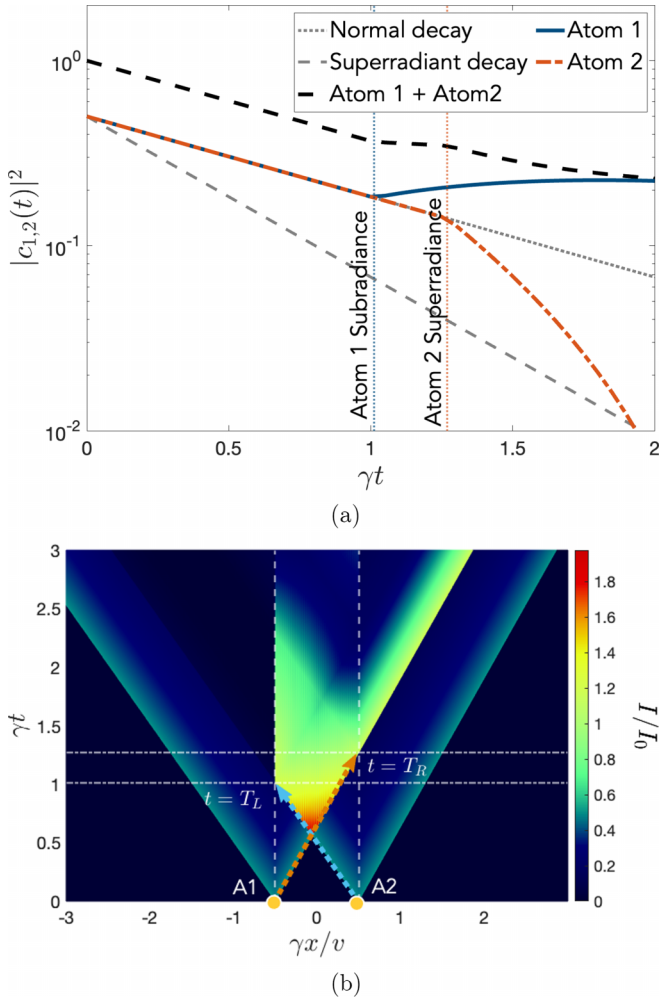 Normal decay
Atom 1
Superradiant decay
Atom 2
Atom 1 + Atom2
10^0
10^-1
10^-2
|c_{1,2}(t)|^2
Atom 1 Subradiance
Atom 2 Superradiance
0 0.5 1 1.5 2
γt
(a)
3
2.5
2
1.5
1
0.5
0
γt
t = T_R
t = T_L
A1
A2
-3 -2 -1 0 1 2
γx/v
1.8
1.6
1.4
1.2
1
0.8
0.6
0.4
0.2
0
I/I_0
(b)